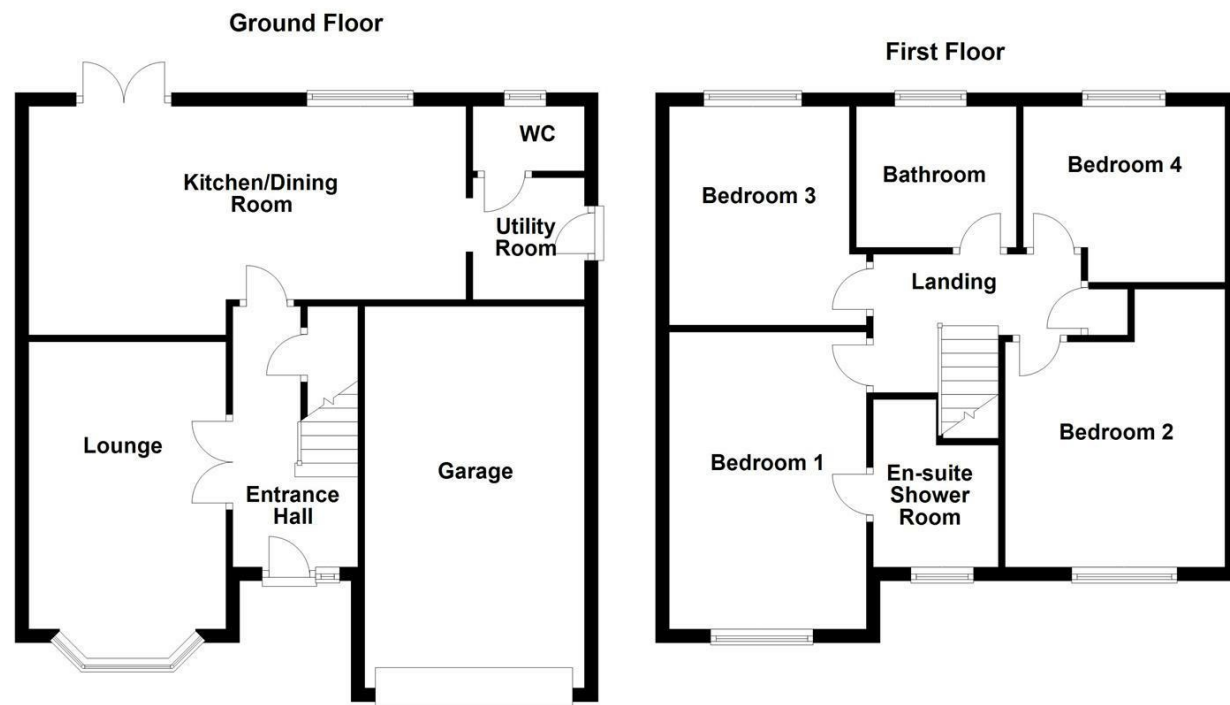 Ground Floor
WC
Kitchen/Dining
Room
Utility
Room
Lounge
Garage
Entrance
Hall
First Floor
Bedroom 3
Bathroom
Bedroom 4
Landing
Bedroom 1
Bedroom 2
En-suite
Shower
Room